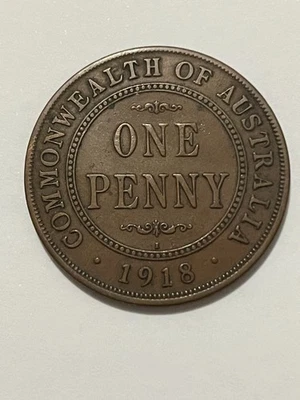 COMMONWEALTH OF AUSTRALIA
ONE
PENNY
I
· 1918 ·